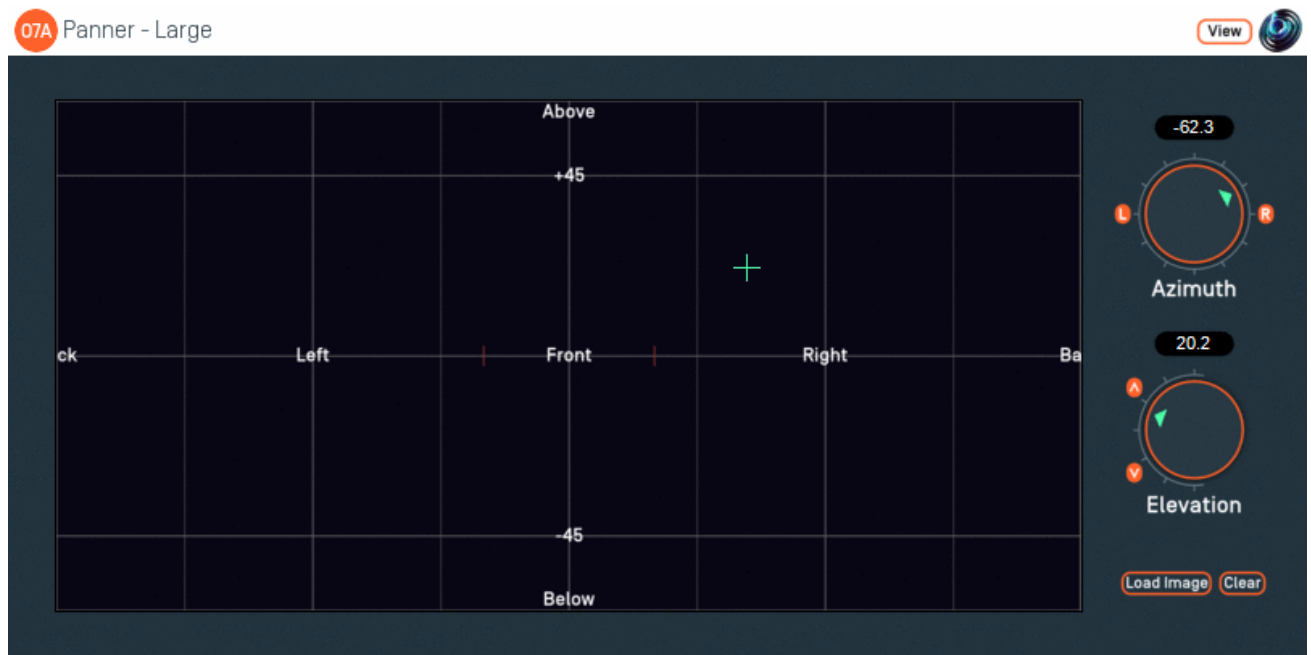 O7A Panner - Large
View
Above
-62.3
+45
L
R
Azimuth
20.2
ck
Left
Front
Right
Ba
Elevation
-45
Load Image
Clear
Below